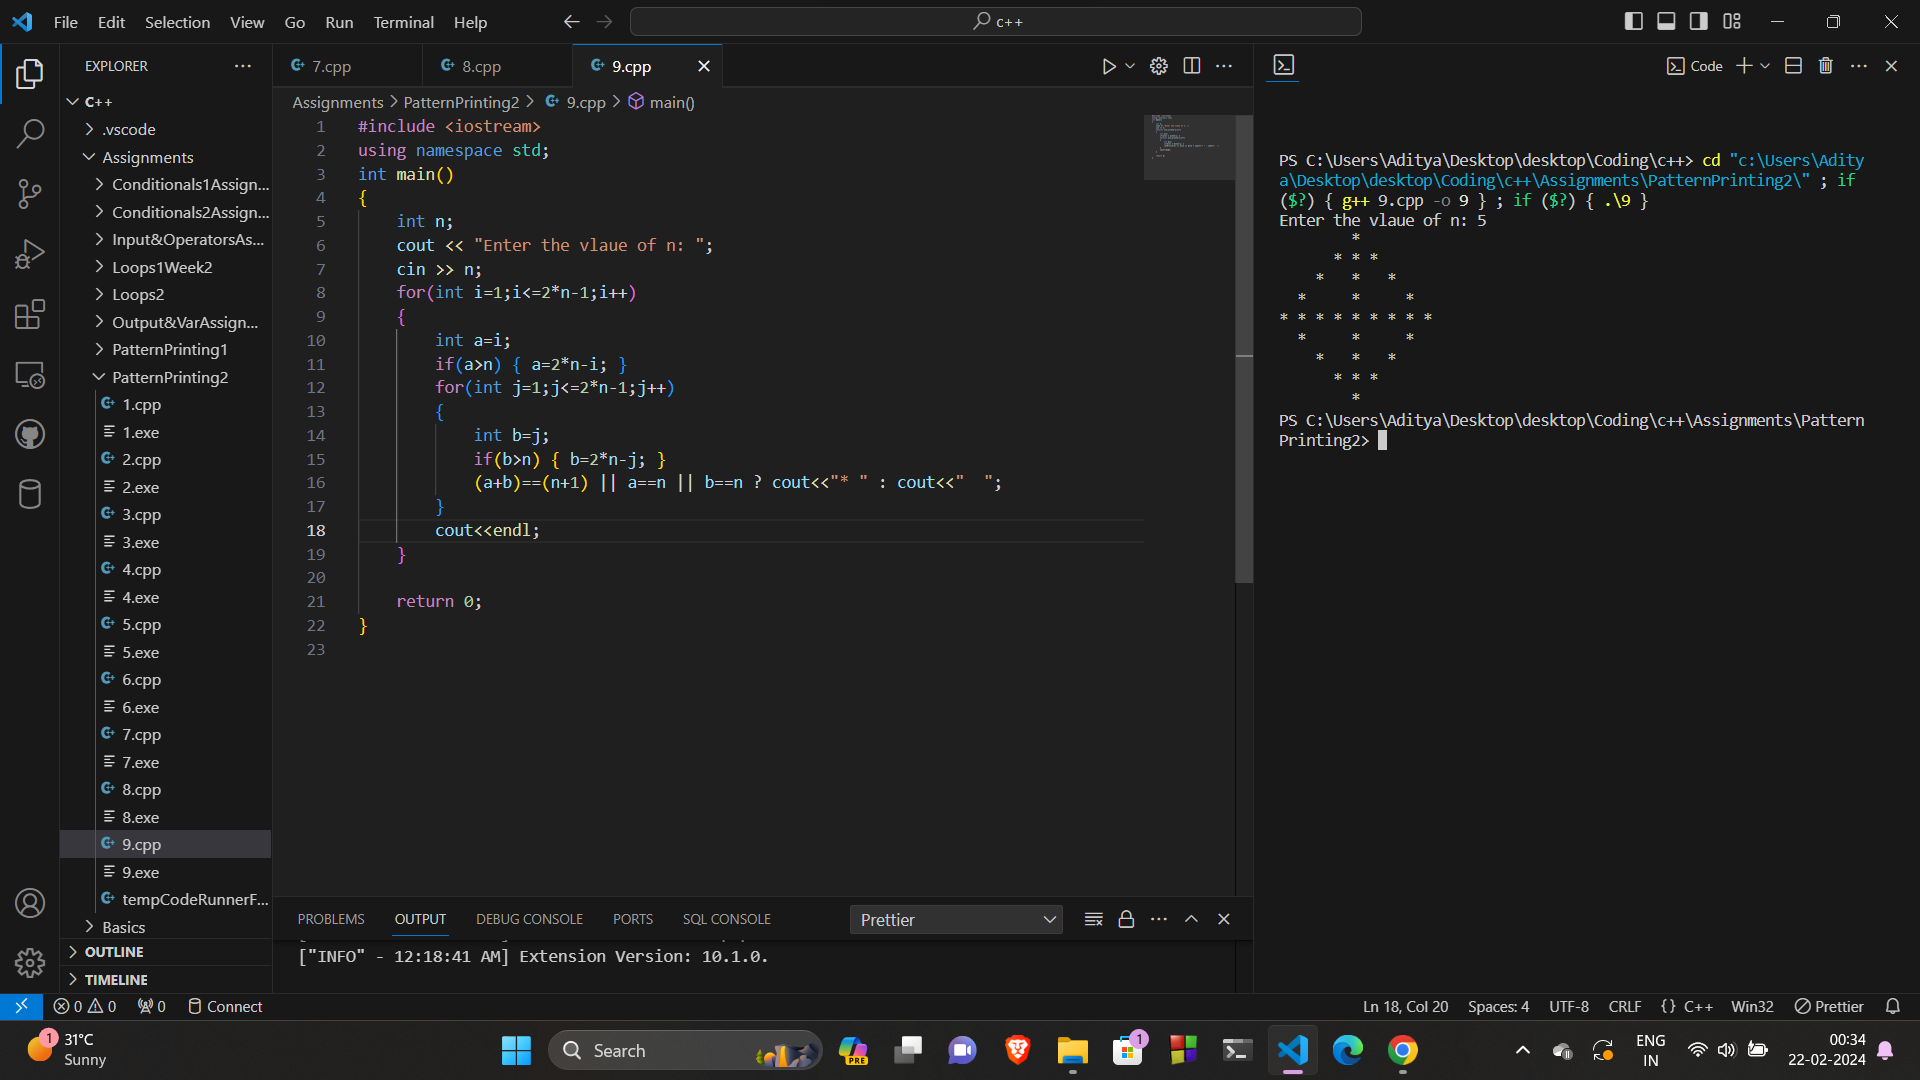 File Edit Selection View Go Run Terminal Help
c++
EXPLORER
C++
.vscode
Assignments
Conditionals1Assign...
Conditionals2Assign...
Input&OperatorsAs...
Loops1Week2
Loops2
Output&VarAssign...
PatternPrinting1
PatternPrinting2
1.cpp
1.exe
2.cpp
2.exe
3.cpp
3.exe
4.cpp
4.exe
5.cpp
5.exe
6.cpp
6.exe
7.cpp
7.exe
8.cpp
8.exe
9.cpp
9.exe
tempCodeRunnerF...
Basics
OUTLINE
TIMELINE
7.cpp 8.cpp 9.cpp
Assignments > PatternPrinting2 > 9.cpp > main()
1 #include <iostream>
2 using namespace std;
3 int main()
4 {
5     int n;
6     cout << "Enter the vlaue of n: ";
7     cin >> n;
8     for(int i=1;i<=2*n-1;i++)
9     {
10         int a=i;
11         if(a>n) { a=2*n-i; }
12         for(int j=1;j<=2*n-1;j++)
13         {
14             int b=j;
15             if(b>n) { b=2*n-j; }
16             (a+b)==(n+1) || a==n || b==n ? cout<<"* " : cout<<"  ";
17         }
18         cout<<endl;
19     }
20
21     return 0;
22 }
23
PROBLEMS OUTPUT DEBUG CONSOLE PORTS SQL CONSOLE
Prettier
["INFO" - 12:18:41 AM] Extension Version: 10.1.0.
Code
PS C:\Users\Aditya\Desktop\desktop\Coding\c++> cd "c:\Users\Adity
a\Desktop\desktop\Coding\c++\Assignments\PatternPrinting2\" ; if
($?) { g++ 9.cpp -o 9 } ; if ($?) { .\9 }
Enter the vlaue of n: 5
        *
      * * *
    *   *   *
  *     *     *
* * * * * * * * *
  *     *     *
    *   *   *
      * * *
        *
PS C:\Users\Aditya\Desktop\desktop\Coding\c++\Assignments\Pattern
Printing2>
0 0 0 Connect
Ln 18, Col 20 Spaces: 4 UTF-8 CRLF {} C++ Win32 Prettier
1
31°C
Sunny
Search
PRE
1
ENG
IN
00:34
22-02-2024